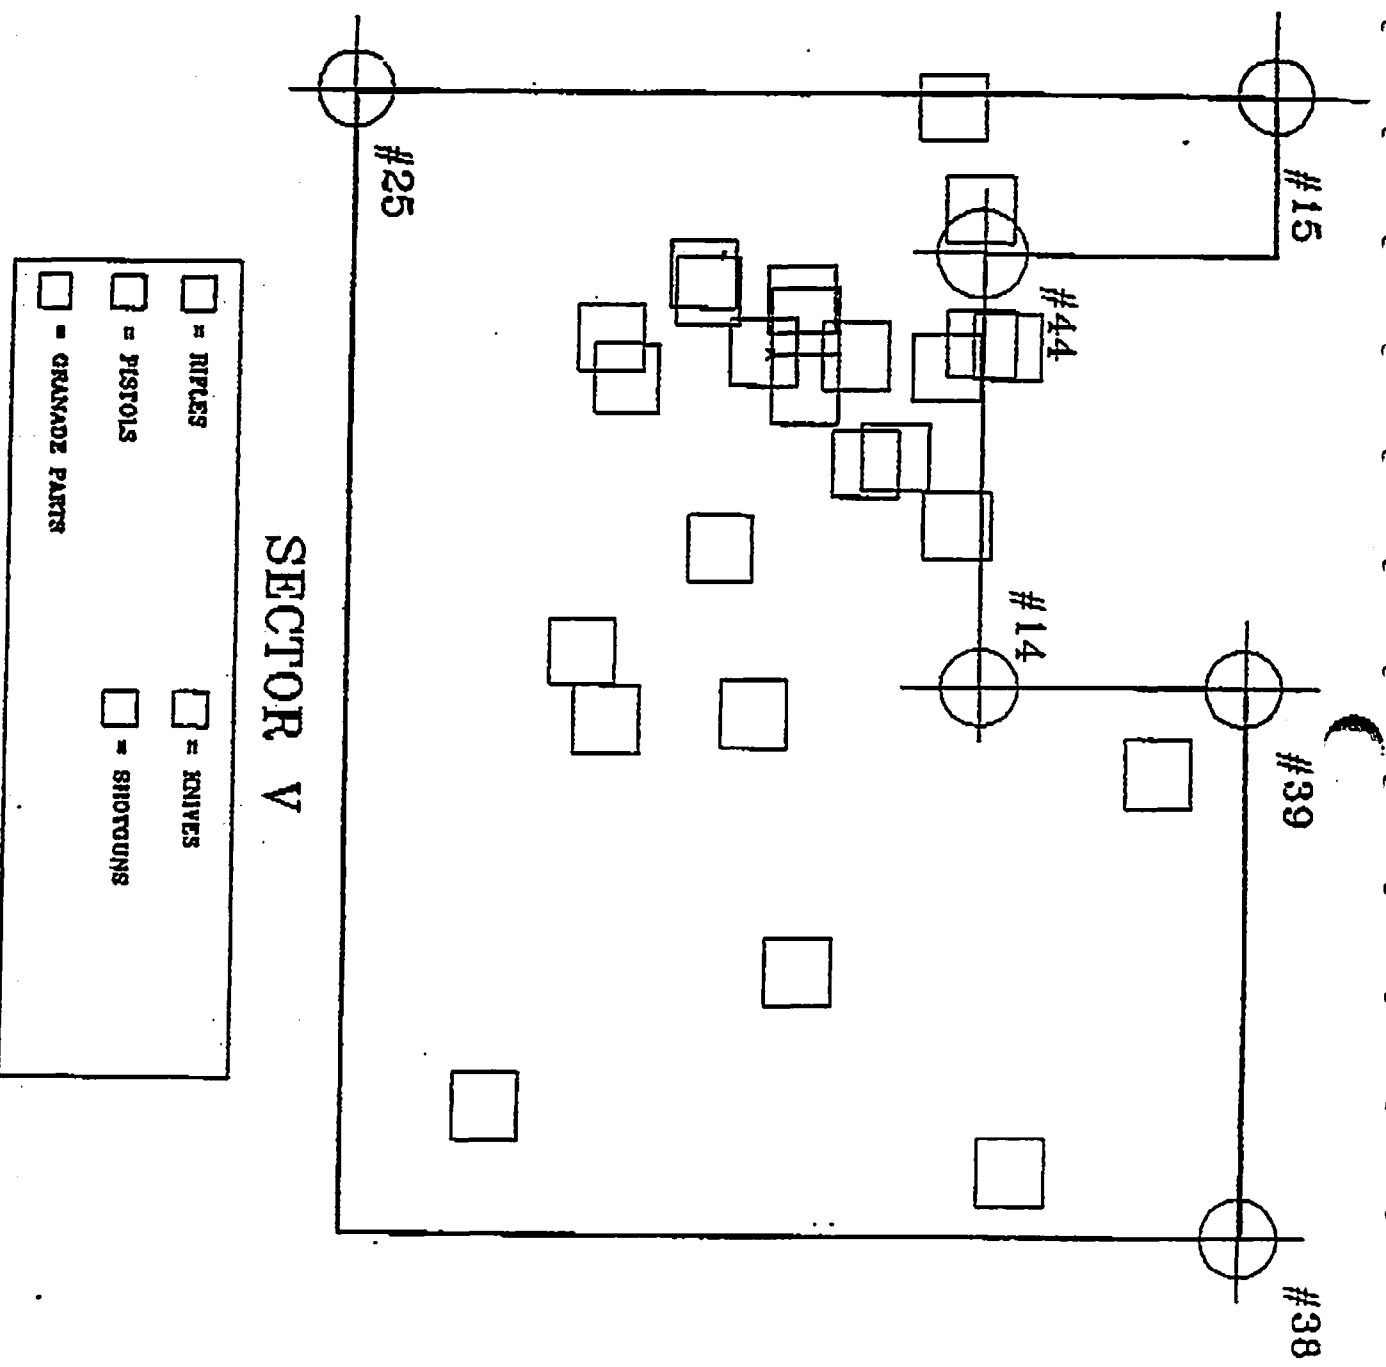 #15
#25
#44
#14
#39
#38
SECTOR V
= RIFLES
= KNIVES
= PISTOLS
= SHOTGUNS
= GRANADE PARTS